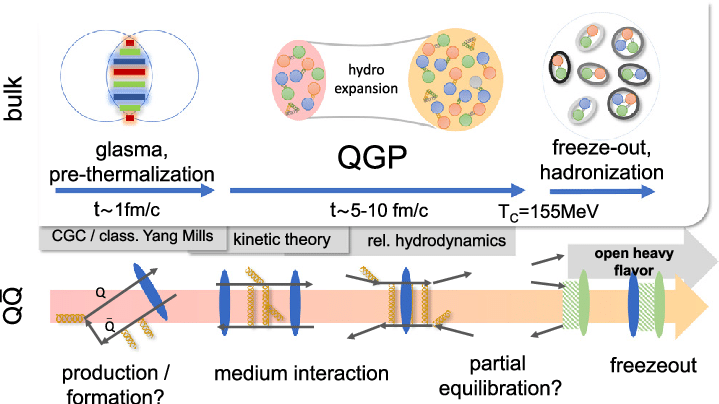 bulk
hydro
expansion
glasma,
pre-thermalization
QGP
freeze-out,
hadronization
t~1fm/c
t~5-10 fm/c
T_C=155MeV
CGC / class. Yang Mills
kinetic theory
rel. hydrodynamics
open heavy
flavor
QQ̄
Q
Q̄
production /
formation?
medium interaction
partial
equilibration?
freezeout